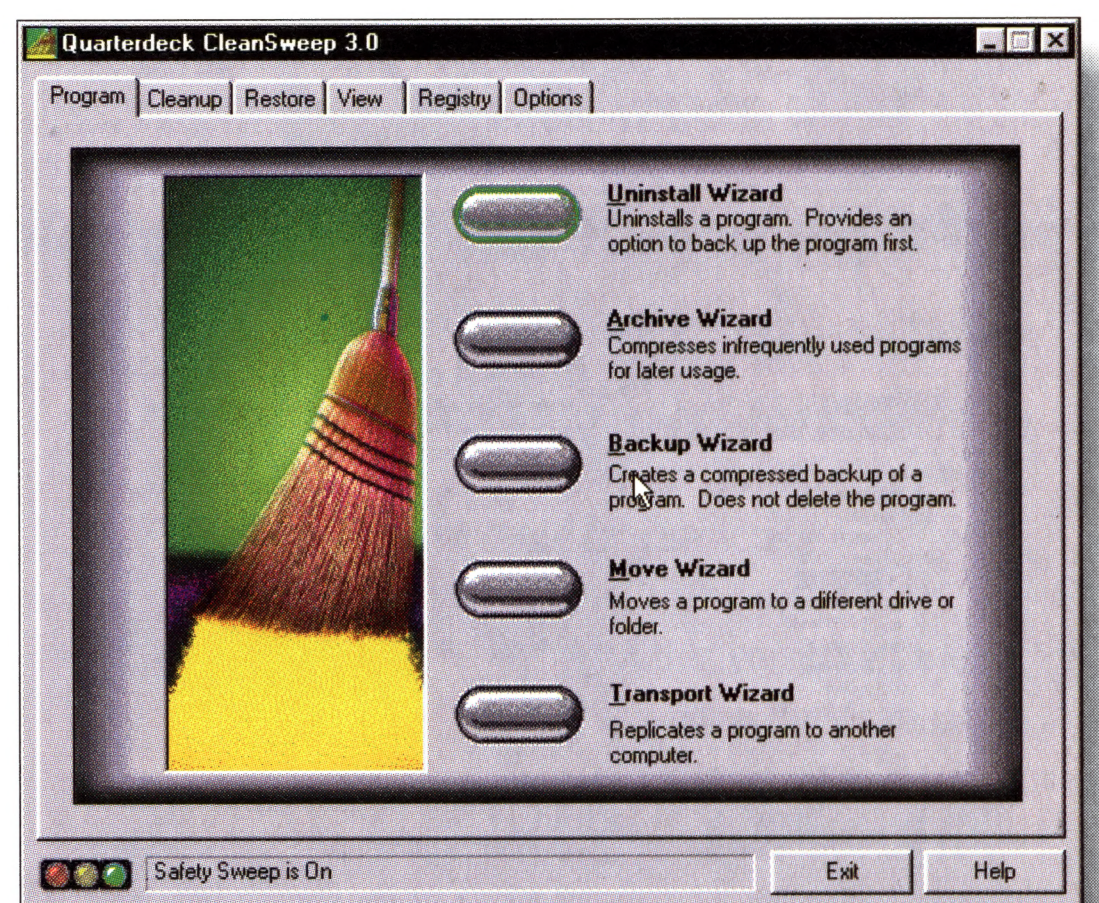 Quarterdeck CleanSweep 3.0
Program Cleanup Restore View Registry Options
Uninstall Wizard
Uninstalls a program. Provides an
option to back up the program first.
Archive Wizard
Compresses infrequently used programs
for later usage.
Backup Wizard
Creates a compressed backup of a
program. Does not delete the program.
Move Wizard
Moves a program to a different drive or
folder.
Transport Wizard
Replicates a program to another
computer.
Safety Sweep is On
Exit Help